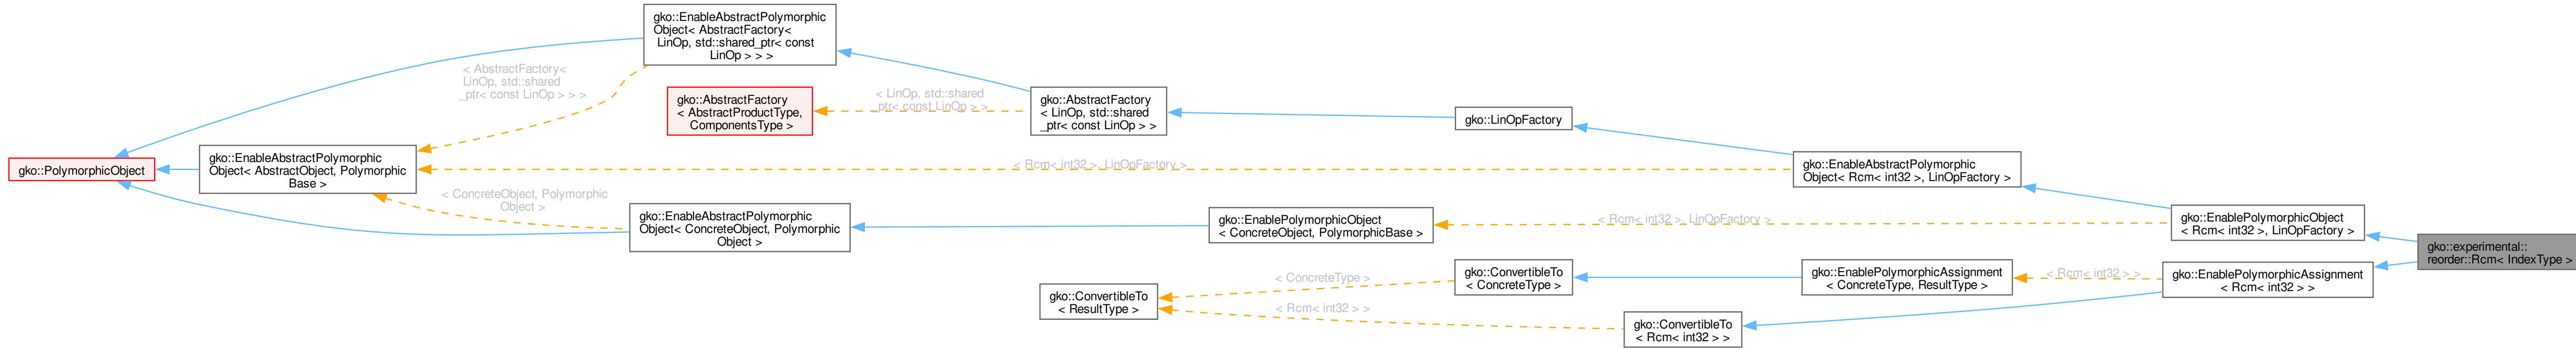 gko::EnableAbstractPolymorphic
Object< AbstractFactory<
LinOp, std::shared_ptr< const
LinOp > > >
< AbstractFactory<
LinOp, std::shared
_ptr< const LinOp > > >
gko::AbstractFactory
< AbstractProductType,
ComponentsType >
< LinOp, std::shared
_ptr< const LinOp > >
gko::AbstractFactory
< LinOp, std::shared
_ptr< const LinOp > >
gko::LinOpFactory
gko::PolymorphicObject
gko::EnableAbstractPolymorphic
Object< AbstractObject, Polymorphic
Base >
< Rcm< int32 >, LinOpFactory >
gko::EnableAbstractPolymorphic
Object< Rcm< int32 >, LinOpFactory >
< ConcreteObject, Polymorphic
Object >
gko::EnableAbstractPolymorphic
Object< ConcreteObject, Polymorphic
Object >
gko::EnablePolymorphicObject
< ConcreteObject, PolymorphicBase >
< Rcm< int32 >, LinOpFactory >
gko::EnablePolymorphicObject
< Rcm< int32 >, LinOpFactory >
gko::experimental::
reorder::Rcm< IndexType >
gko::ConvertibleTo
< ResultType >
< ConcreteType >
< Rcm< int32 > >
gko::ConvertibleTo
< ConcreteType >
gko::EnablePolymorphicAssignment
< ConcreteType, ResultType >
< Rcm< int32 > >
gko::EnablePolymorphicAssignment
< Rcm< int32 > >
gko::ConvertibleTo
< Rcm< int32 > >